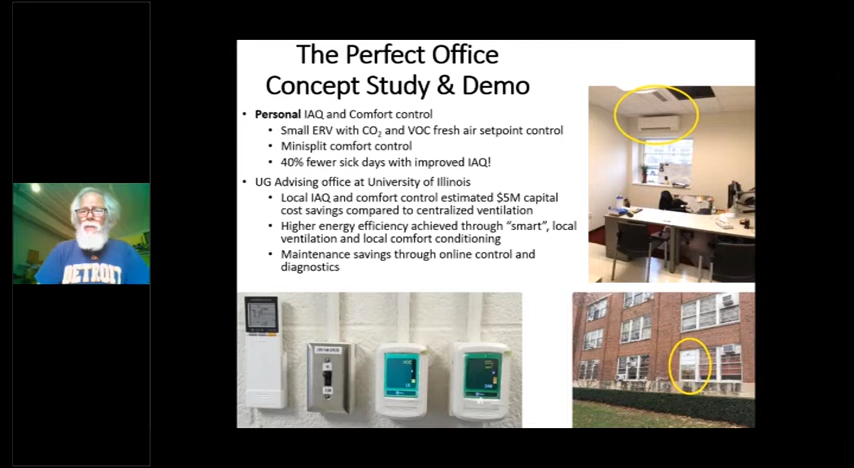 The Perfect Office
Concept Study & Demo
• Personal IAQ and Comfort control
• Small ERV with CO₂ and VOC fresh air setpoint control
• Minisplit comfort control
• 40% fewer sick days with improved IAQ!
• UG Advising office at University of Illinois
• Local IAQ and comfort control estimated $5M capital
cost savings compared to centralized ventilation
• Higher energy efficiency achieved through "smart", local
ventilation and local comfort conditioning
• Maintenance savings through online control and
diagnostics
DETROIT